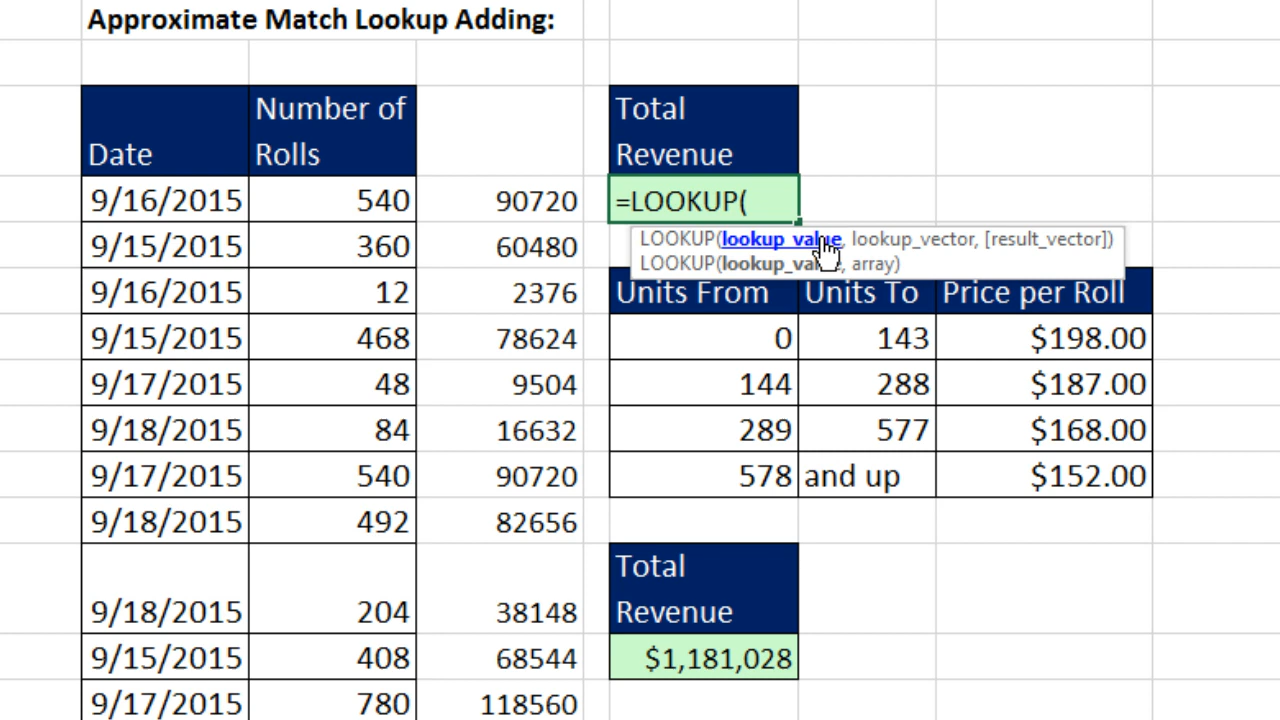 Approximate Match Lookup Adding:
Date Number of Rolls Total Revenue
9/16/2015 540 90720 =LOOKUP(
9/15/2015 360 60480 LOOKUP(lookup_value, lookup_vector, [result_vector])
LOOKUP(lookup_value, array)
9/16/2015 12 2376 Units From Units To Price per Roll
9/15/2015 468 78624 0 143 $198.00
9/17/2015 48 9504 144 288 $187.00
9/18/2015 84 16632 289 577 $168.00
9/17/2015 540 90720 578 and up $152.00
9/18/2015 492 82656
9/18/2015 204 38148 Total Revenue
9/15/2015 408 68544 $1,181,028
9/17/2015 780 118560